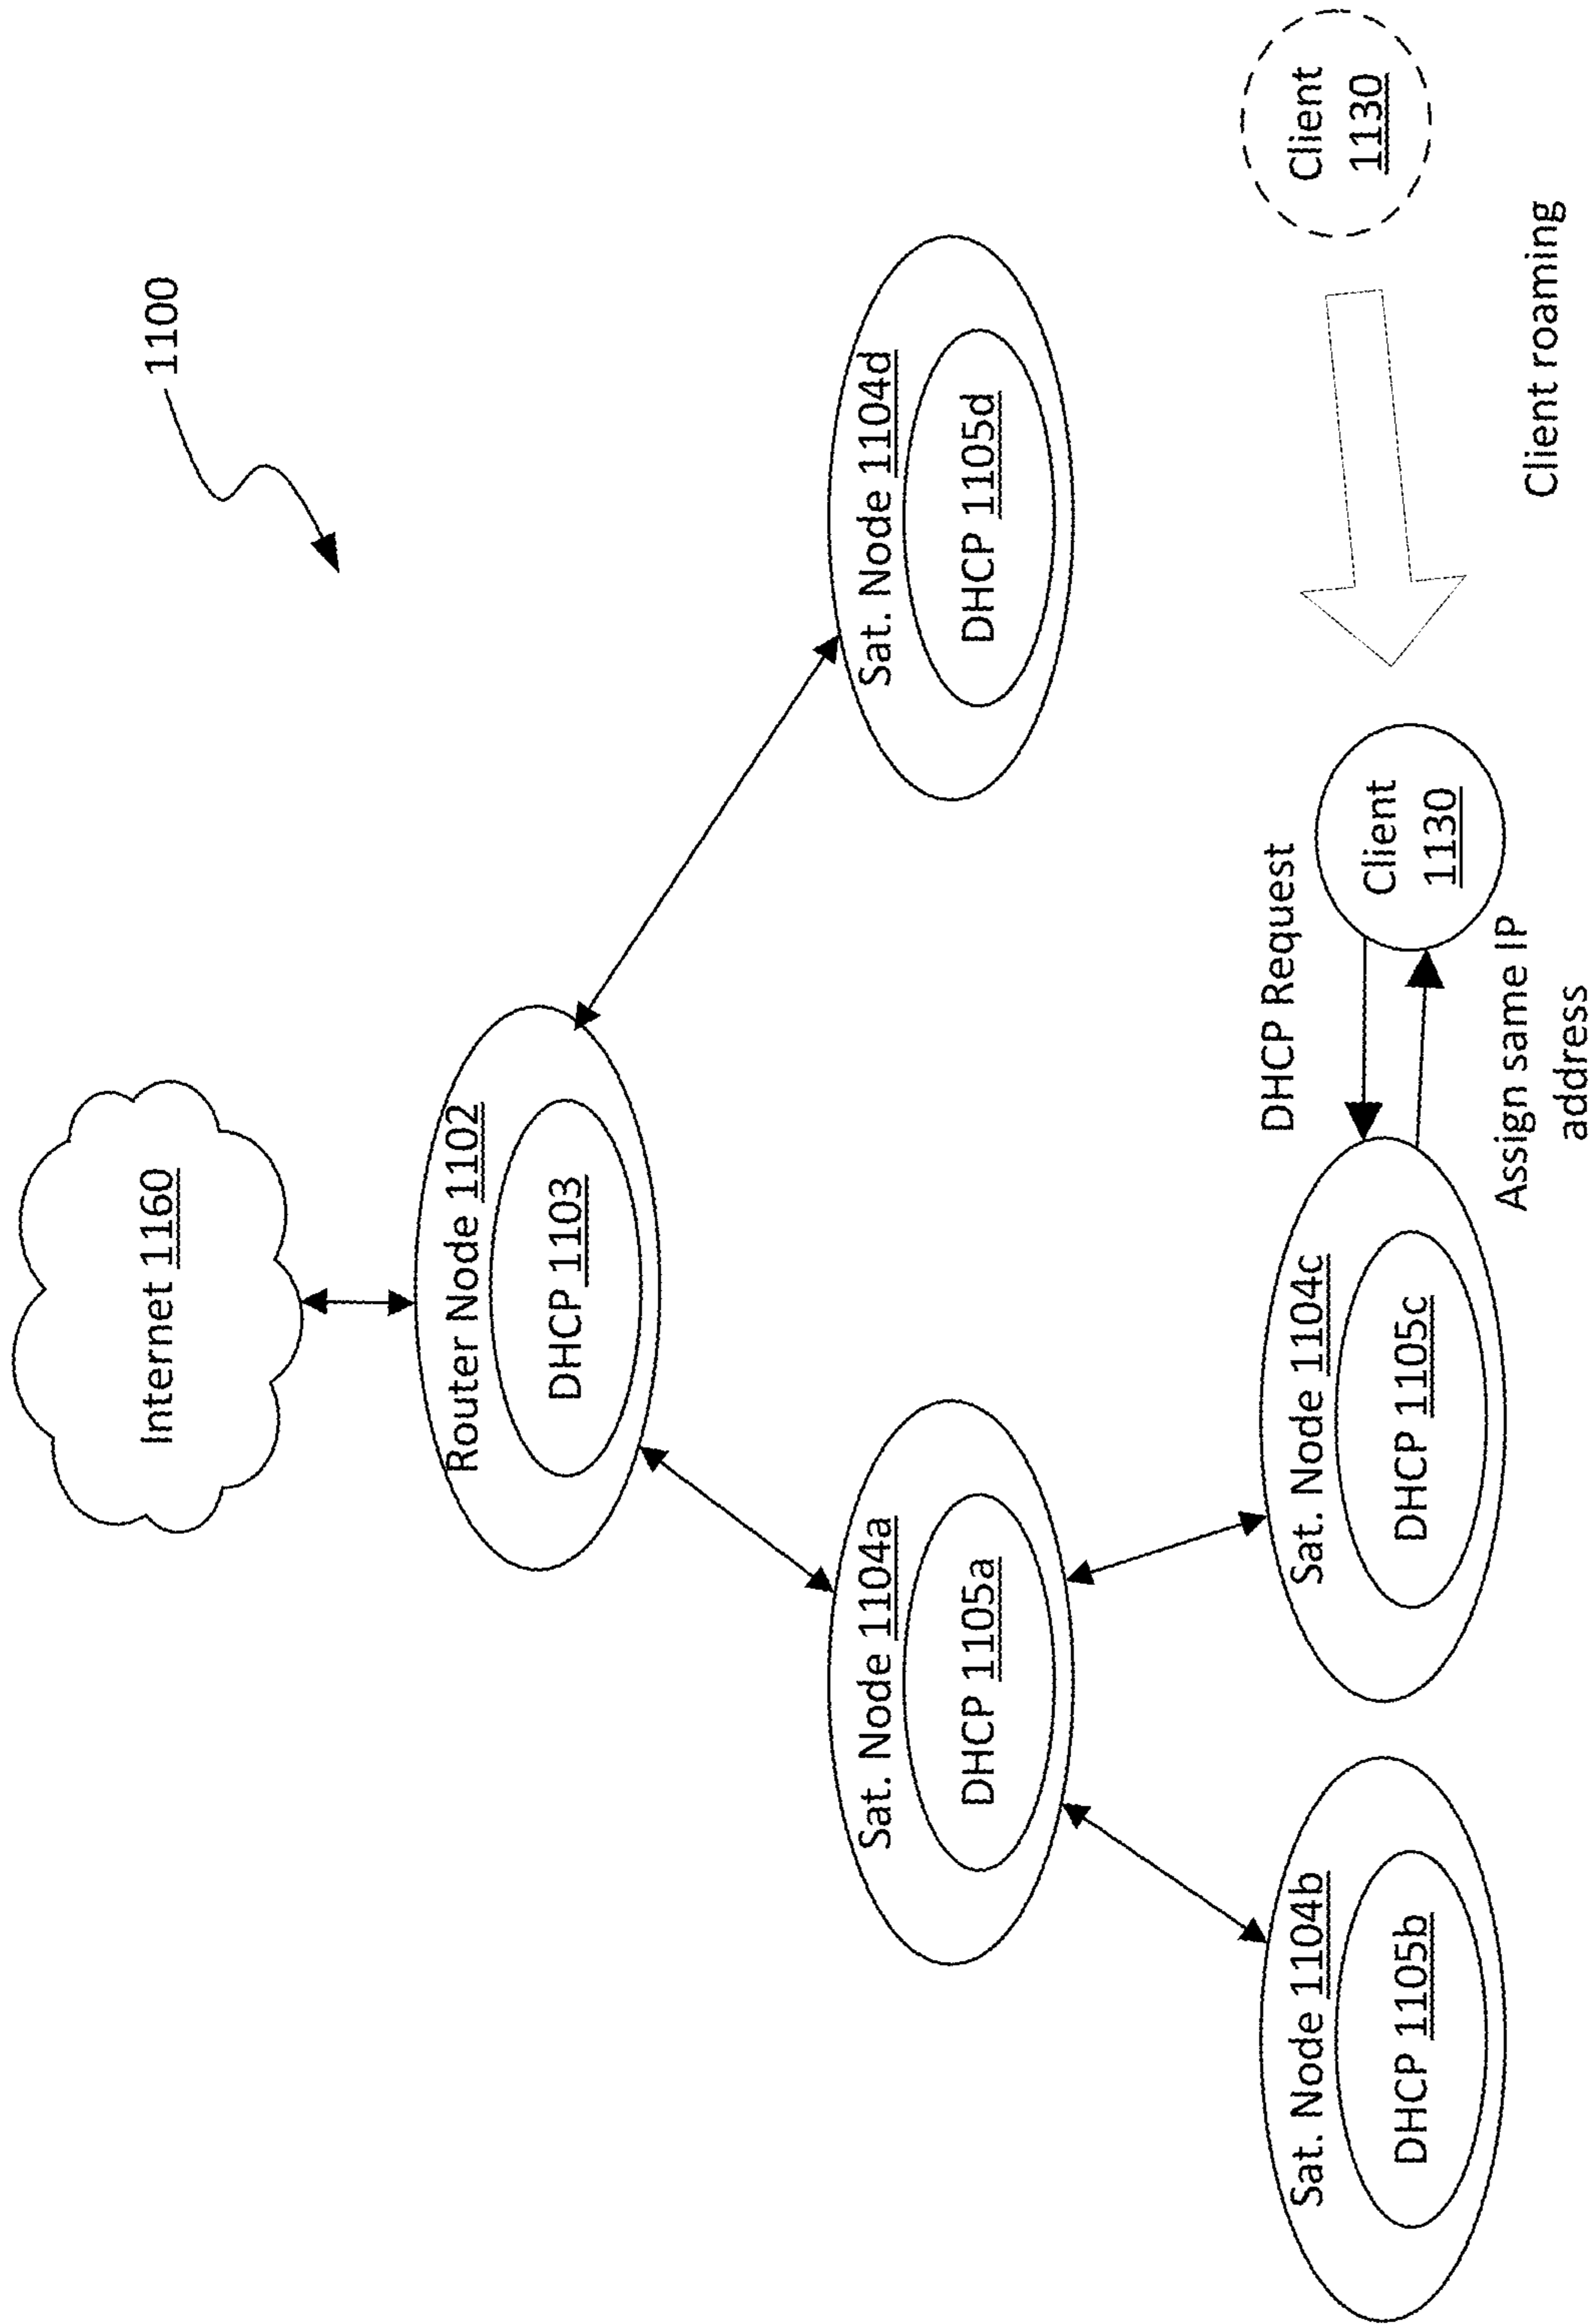 1100
Internet 1160
Router Node 1102
DHCP 1103
Sat. Node 1104a
DHCP 1105a
Sat. Node 1104d
DHCP 1105d
Sat. Node 1104b
DHCP 1105b
Sat. Node 1104c
DHCP 1105c
DHCP Request
Client
1130
Assign same IP
address
Client
1130
Client roaming